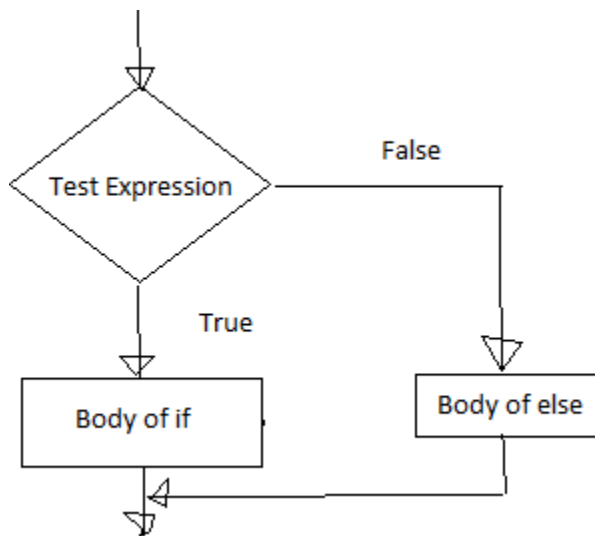 False
Test Expression
True
Body of if
Body of else